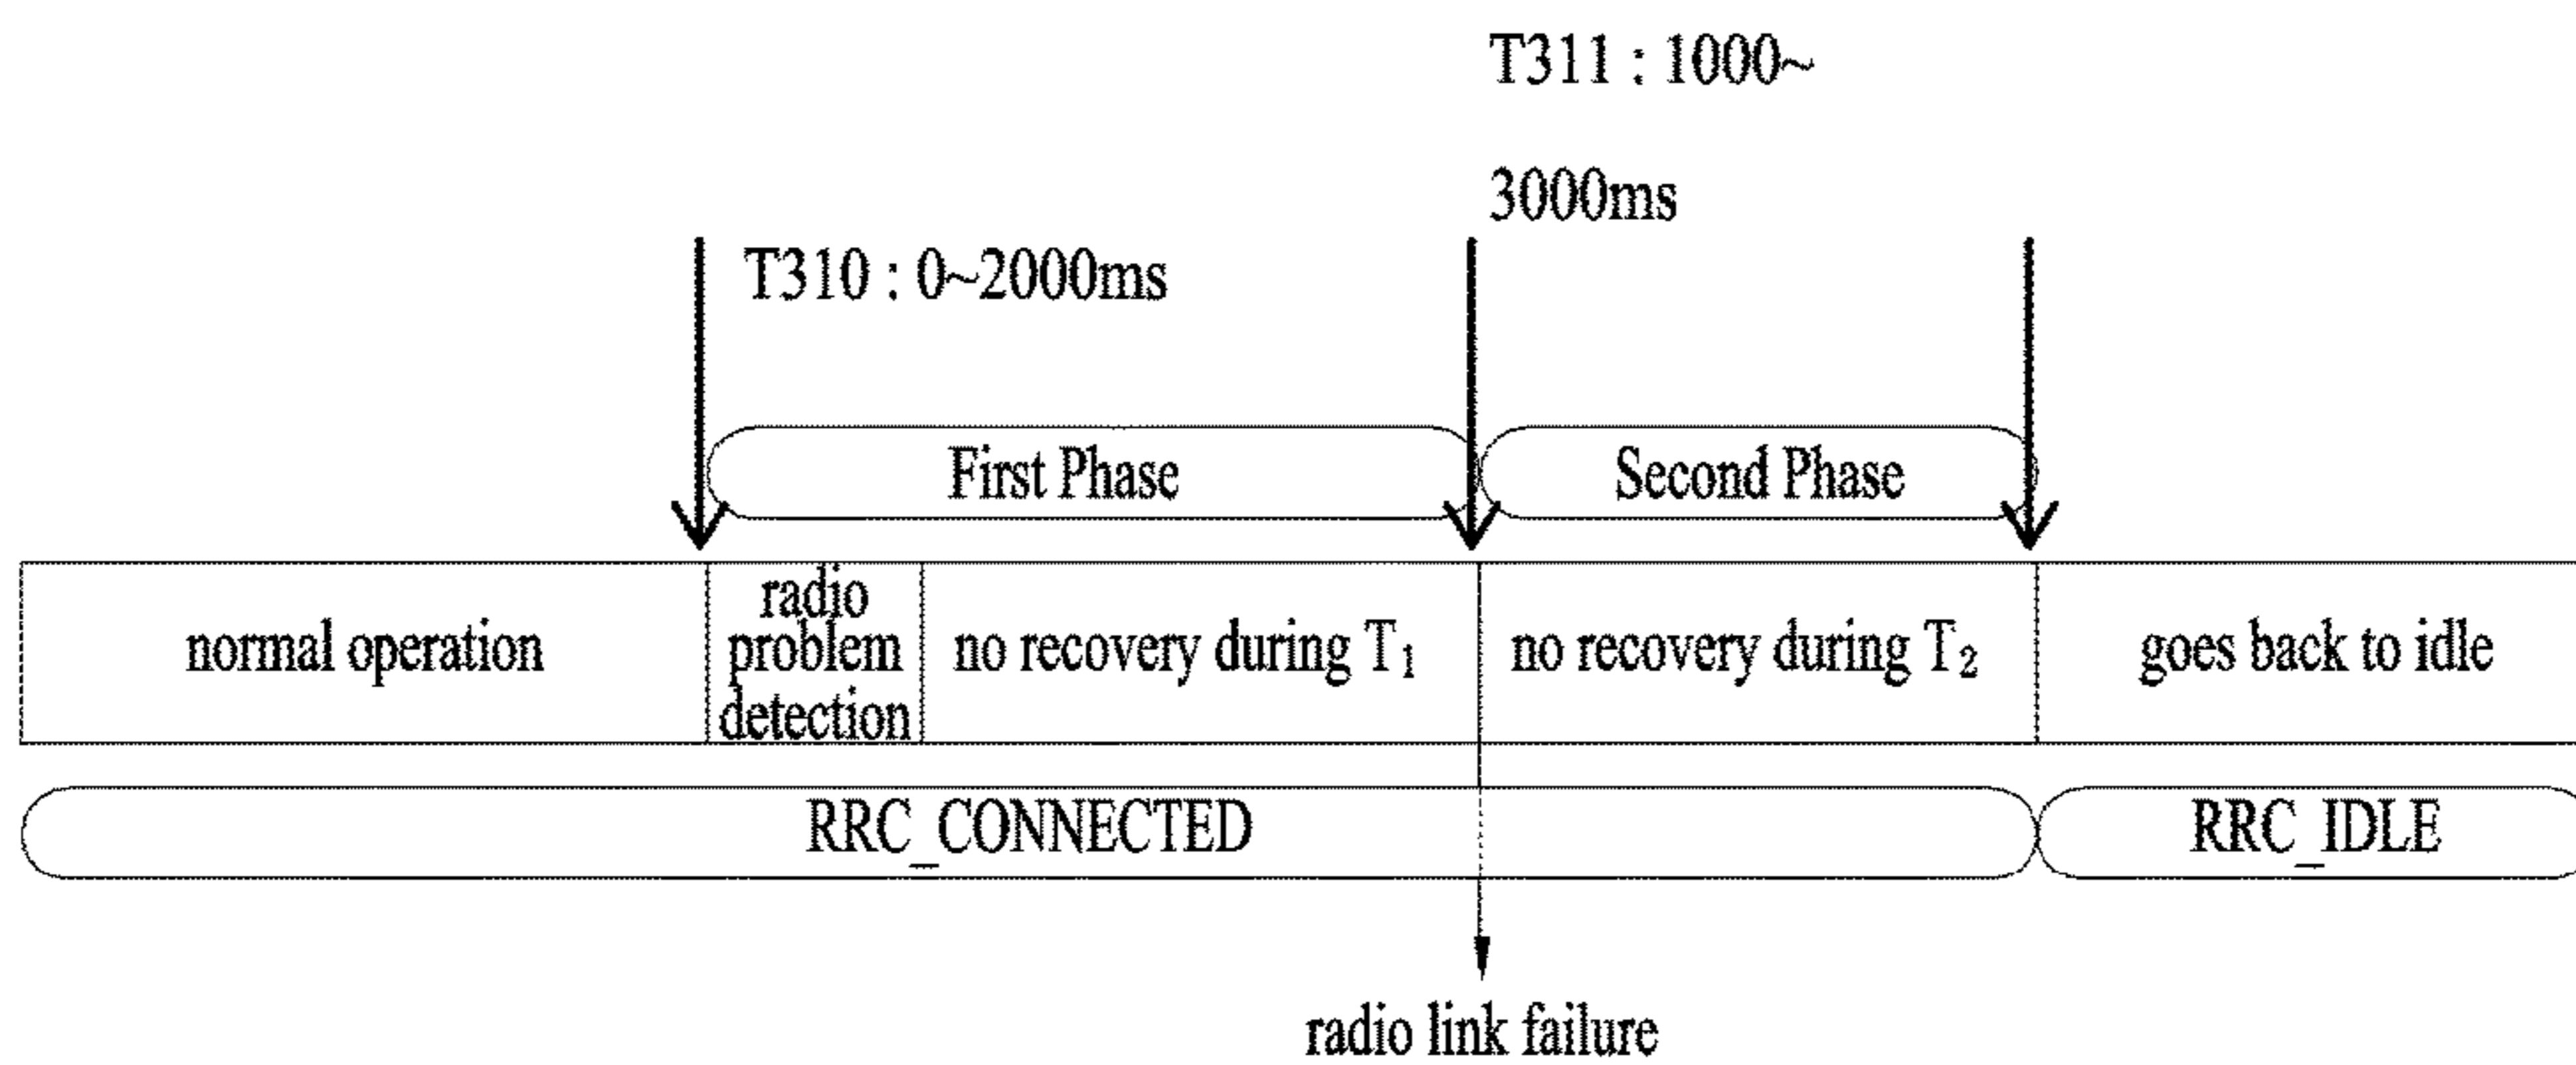 T311 : 1000~
3000ms
T310 : 0~2000ms
First Phase
Second Phase
normal operation
radio
problem
detection
no recovery during T₁
no recovery during T₂
goes back to idle
RRC_CONNECTED
RRC_IDLE
radio link failure